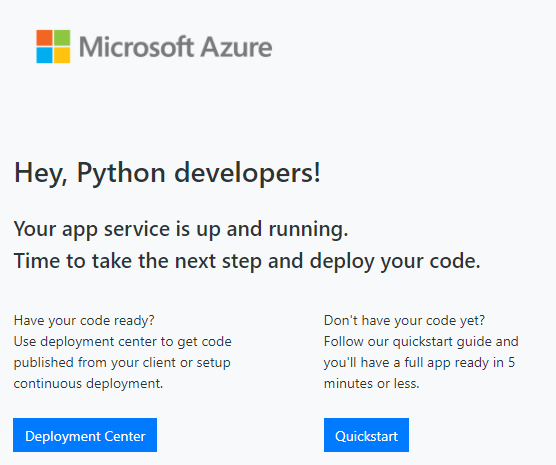 Microsoft Azure
Hey, Python developers!
Your app service is up and running.
Time to take the next step and deploy your code.
Have your code ready?
Use deployment center to get code
published from your client or setup
continuous deployment.
Deployment Center
Don't have your code yet?
Follow our quickstart guide and
you'll have a full app ready in 5
minutes or less.
Quickstart